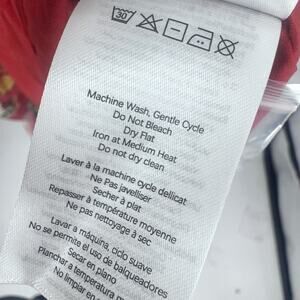 30
Machine Wash, Gentle Cycle
Do Not Bleach
Dry Flat
Iron at Medium Heat
Do not dry clean
Laver à la machine cycle délicat
Ne Pas javelliser
Sécher à plat
Repasser à température moyenne
Ne pas nettoyage à sec
Lavar a máquina, ciclo suave
No se permite el uso de balqueadores
Secar en plano
Planchar a temperatura
No limpiar en